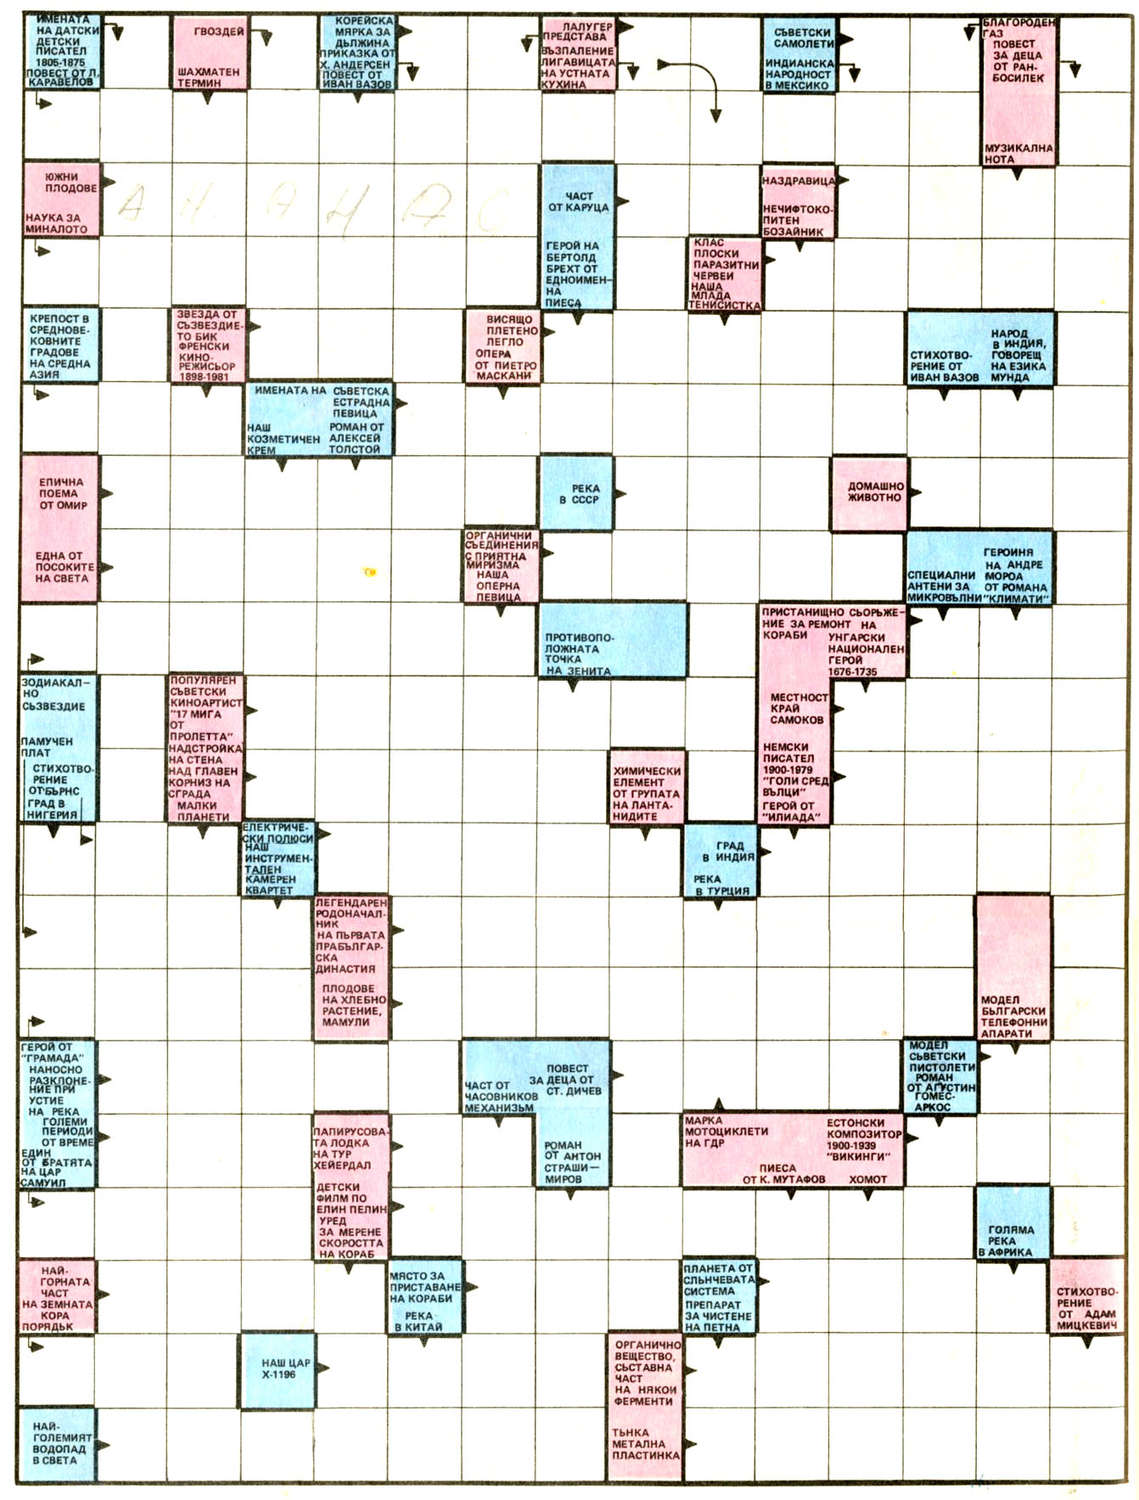 ИМЕНАТА
НА ДАТСКИ
ДЕТСКИ
ПИСАТЕЛ
1805-1875
ПОВЕСТ ОТ Л.
КАРАВЕЛОВ
ГВОЗДЕЙ
ШАХМАТЕН
ТЕРМИН
КОРЕЙСКА
МЯРКА ЗА
ДЪЛЖИНА
ПРИКАЗКА ОТ
Х. АНДЕРСЕН
ПОВЕСТ ОТ
ИВАН ВАЗОВ
ЛАЛУГЕР
ПРЕДСТАВА
ВЪЗПАЛЕНИЕ
ЛИГАВИЦАТА
НА УСТНАТА
КУХИНА
СЪВЕТСКИ
САМОЛЕТИ
ИНДИАНСКА
НАРОДНОСТ
В МЕКСИКО
БЛАГОРОДЕН
ГАЗ
ПОВЕСТ
ЗА ДЕЦА
ОТ РАН-
БОСИЛЕК
МУЗИКАЛНА
НОТА
ЮЖНИ
ПЛОДОВЕ
НАУКА ЗА
МИНАЛОТО
А Н А Н А С
ЧАСТ
ОТ КАРУЦА
ГЕРОЙ НА
БЕРТОЛД
БРЕХТ ОТ
ЕДНОИМЕН-
НА
ПИЕСА
НАЗДРАВИЦА
НЕЧИФТОКО-
ПИТЕН
БОЗАЙНИК
КЛАС
ПЛОСКИ
ПАРАЗИТНИ
ЧЕРВЕИ
НАША
МЛАДА
ТЕНИСИСТКА
КРЕПОСТ В
СРЕДНОВЕ-
КОВНИТЕ
ГРАДОВЕ
НА СРЕДНА
АЗИЯ
ЗВЕЗДА ОТ
СЪЗВЕЗДИЕ-
ТО БИК
ФРЕНСКИ
КИНО-
РЕЖИСЬОР
1898-1981
ВИСЯЩО
ПЛЕТЕНО
ЛЕГЛО
ОПЕРА
ОТ ПИЕТРО
МАСКАНИ
СТИХОТВО-
РЕНИЕ ОТ
ИВАН ВАЗОВ
НАРОД
В ИНДИЯ,
ГОВОРЕЩ
НА ЕЗИКА
МУНДА
ИМЕНАТА НА СЪВЕТСКА
ЕСТРАДНА
ПЕВИЦА
НАШ
КОЗМЕТИЧЕН
КРЕМ
РОМАН ОТ
АЛЕКСЕЙ
ТОЛСТОЙ
ЕПИЧНА
ПОЕМА
ОТ ОМИР
ЕДНА ОТ
ПОСОКИТЕ
НА СВЕТА
РЕКА
В СССР
ДОМАШНО
ЖИВОТНО
ОРГАНИЧНИ
СЪЕДИНЕНИЯ
С ПРИЯТНА
МИРИЗМА
НАША
ОПЕРНА
ПЕВИЦА
СПЕЦИАЛНИ
АНТЕНИ ЗА
МИКРОВЪЛНИ
ГЕРОИНЯ
НА АНДРЕ
МОРОА
ОТ РОМАНА
"КЛИМАТИ"
ПРОТИВОПО-
ЛОЖНАТА
ТОЧКА
НА ЗЕНИТА
ПРИСТАНИЩНО СЪОРЪЖЕ-
НИЕ ЗА РЕМОНТ НА
КОРАБИ
УНГАРСКИ
НАЦИОНАЛЕН
ГЕРОЙ
1676-1735
МЕСТНОСТ
КРАЙ
САМОКОВ
НЕМСКИ
ПИСАТЕЛ
1900-1979
"ГОЛИ СРЕД
ВЪЛЦИ"
ГЕРОЙ ОТ
"ИЛИАДА"
ЗОДИАКАЛ-
НО
СЪЗВЕЗДИЕ
ПАМУЧЕН
ПЛАТ
СТИХОТВО-
РЕНИЕ
ОТ БЪРНС
ГРАД В
НИГЕРИЯ
ПОПУЛЯРЕН
СЪВЕТСКИ
КИНОАРТИСТ
"17 МИГА
ОТ
ПРОЛЕТТА"
НАДСТРОЙКА
НА СТЕНА
НАД ГЛАВЕН
КОРНИЗ НА
СГРАДА
МАЛКИ
ПЛАНЕТИ
ХИМИЧЕСКИ
ЕЛЕМЕНТ
ОТ ГРУПАТА
НА ЛАНТА-
НИДИТЕ
ЕЛЕКТРИЧЕ-
СКИ ПОЛЮСИ
НАШ
ИНСТРУМЕН-
ТАЛЕН
КАМЕРЕН
КВАРТЕТ
ГРАД
В ИНДИЯ
РЕКА
В ТУРЦИЯ
ЛЕГЕНДАРЕН
РОДОНАЧАЛ-
НИК
НА ПЪРВАТА
ПРАБЪЛГАР-
СКА
ДИНАСТИЯ
ПЛОДОВЕ
НА ХЛЕБНО
РАСТЕНИЕ,
МАМУЛИ
МОДЕЛ
БЪЛГАРСКИ
ТЕЛЕФОННИ
АПАРАТИ
ГЕРОЙ ОТ
"ГРАМАДА"
НАНОСНО
РАЗКЛОНЕ-
НИЕ ПРИ
УСТИЕ
НА РЕКА
ГОЛЕМИ
ПЕРИОДИ
ОТ ВРЕМЕ
ЕДИН
ОТ БРАТЯТА
НА ЦАР
САМУИЛ
ЧАСТ ОТ
ЧАСОВНИКОВ
МЕХАНИЗЪМ
ПОВЕСТ
ЗА ДЕЦА ОТ
СТ. ДИЧЕВ
РОМАН
ОТ АНТОН
СТРАШИ-
МИРОВ
МОДЕЛ
СЪВЕТСКИ
ПИСТОЛЕТИ
РОМАН
ОТ АГУСТИН
ГОМЕС-
АРКОС
ПАПИРУСОВА-
ТА ЛОДКА
НА ТУР
ХЕЙЕРДАЛ
ДЕТСКИ
ФИЛМ ПО
ЕЛИН ПЕЛИН
УРЕД
ЗА МЕРЕНЕ
СКОРОСТТА
НА КОРАБ
МАРКА
МОТОЦИКЛЕТИ
НА ГДР
ЕСТОНСКИ
КОМПОЗИТОР
1900-1939
"ВИКИНГИ"
ПИЕСА
ОТ К. МУТАФОВ
ХОМОТ
ГОЛЯМА
РЕКА
В АФРИКА
НАЙ-
ГОРНАТА
ЧАСТ
НА ЗЕМНАТА
КОРА
ПОРЯДЪК
МЯСТО ЗА
ПРИСТАВАНЕ
НА КОРАБИ
РЕКА
В КИТАЙ
ПЛАНЕТА ОТ
СЛЪНЧЕВАТА
СИСТЕМА
ПРЕПАРАТ
ЗА ЧИСТЕНЕ
НА ПЕТНА
СТИХОТВО-
РЕНИЕ
ОТ АДАМ
МИЦКЕВИЧ
НАШ ЦАР
X-1196
ОРГАНИЧНО
ВЕЩЕСТВО,
СЪСТАВНА
ЧАСТ
НА НЯКОИ
ФЕРМЕНТИ
ТЪНКА
МЕТАЛНА
ПЛАСТИНКА
НАЙ-
ГОЛЕМИЯТ
ВОДОПАД
В СВЕТА